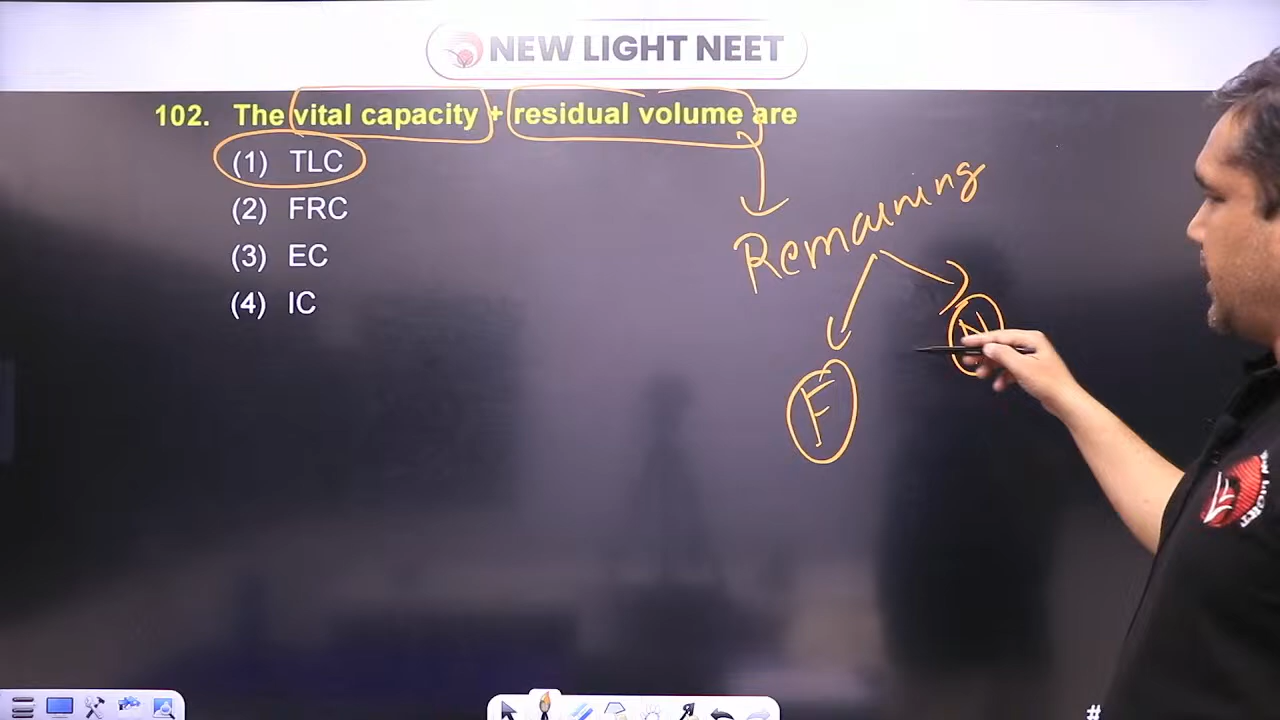 NEW LIGHT NEET
102. The vital capacity + residual volume are
(1) TLC
(2) FRC
(3) EC
(4) IC
Remaining
F
N
#